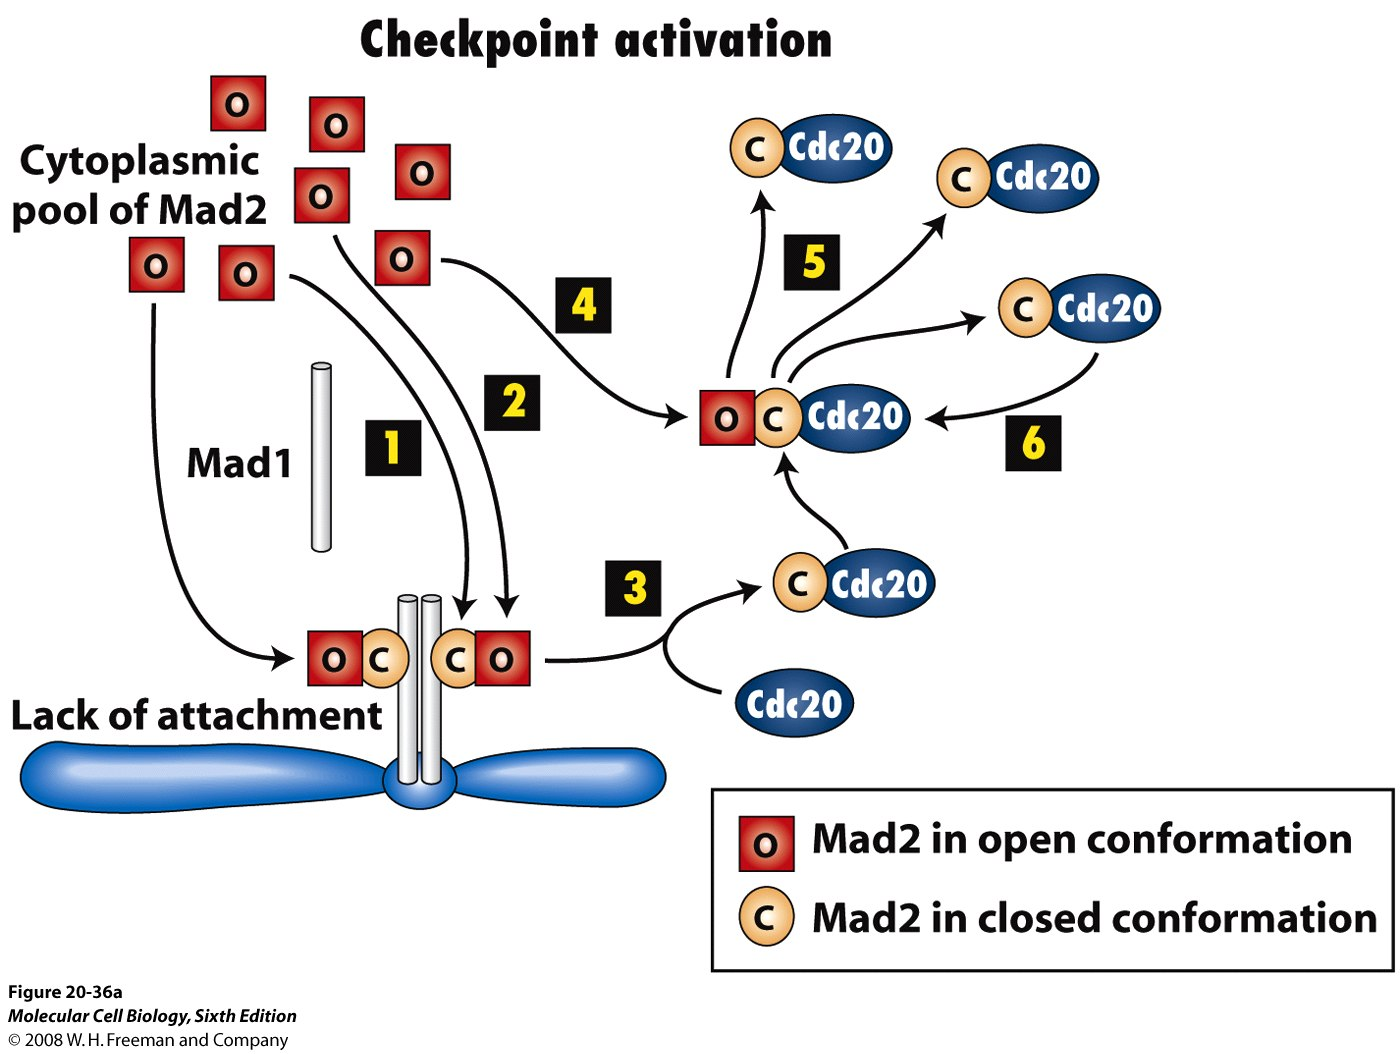 Checkpoint activation
O
O
O
O
O
O
O
Cytoplasmic
pool of Mad2
C Cdc20
C Cdc20
5
4
C Cdc20
2
1
O C Cdc20
6
Mad1
3
C Cdc20
O C
C O
Cdc20
Lack of attachment
O Mad2 in open conformation
C Mad2 in closed conformation
Figure 20-36a
Molecular Cell Biology, Sixth Edition
© 2008 W. H. Freeman and Company